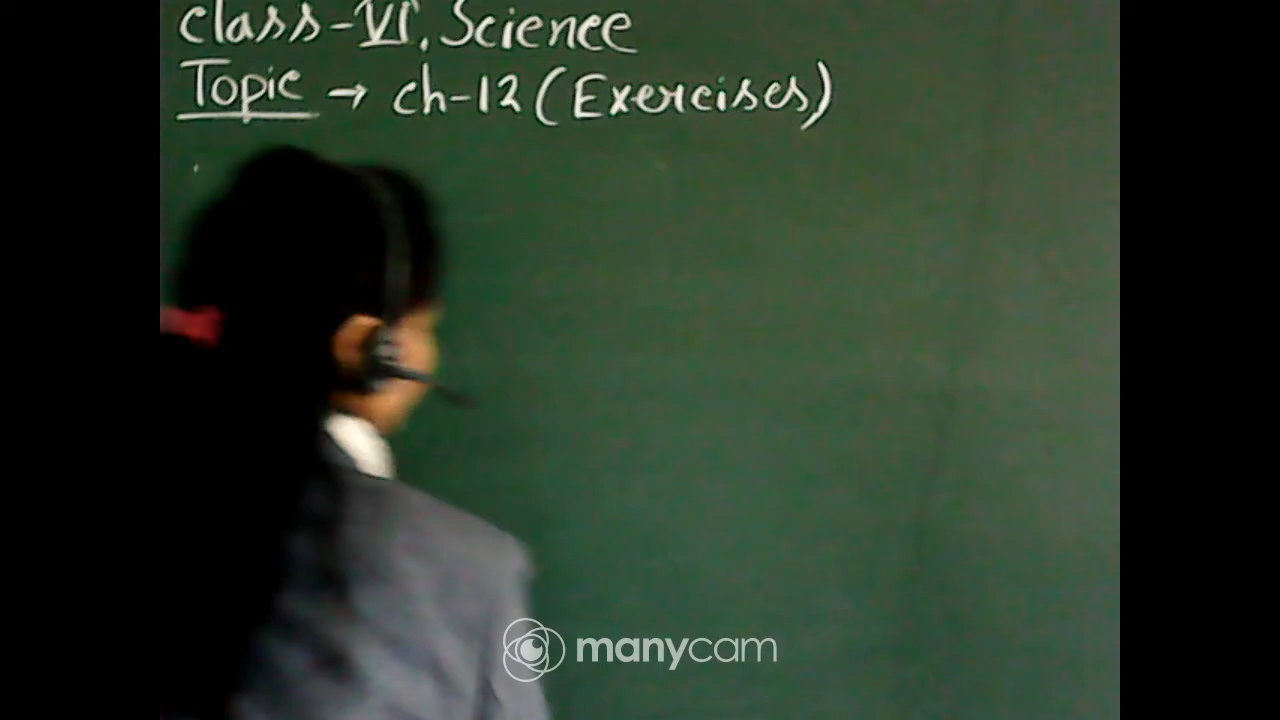 Class-VI, Science
Topic → Ch-12 (Exercises)
manycam